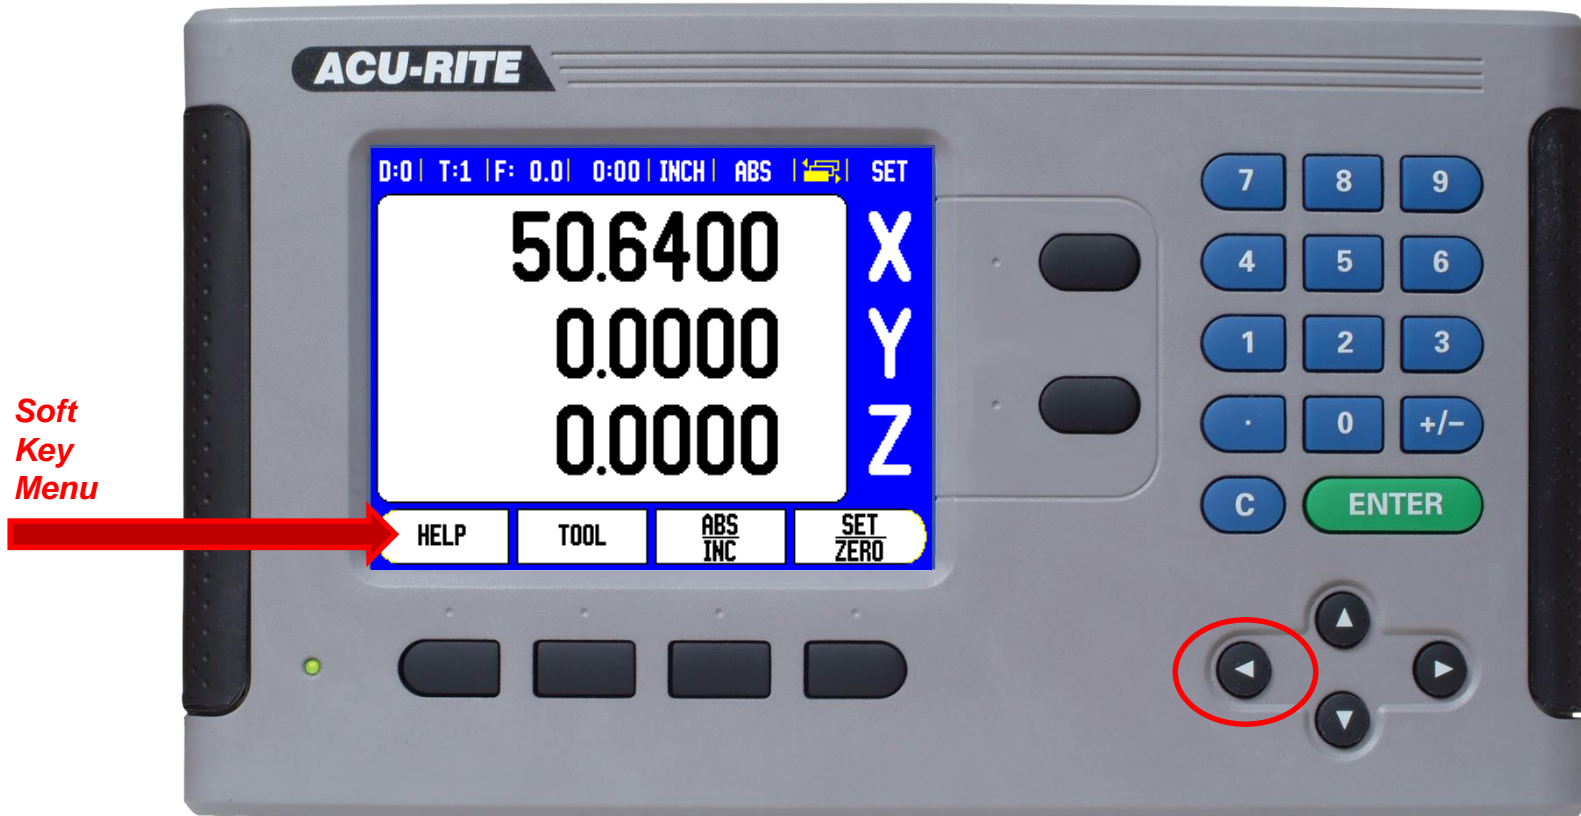 ACU-RITE
D:0 | T:1 | F: 0.0 | 0:00 | INCH | ABS | SET
50.6400 X
0.0000 Y
0.0000 Z
Soft
Key
Menu
HELP TOOL ABS INC SET ZERO
7 8 9
4 5 6
1 2 3
. 0 +/−
C ENTER